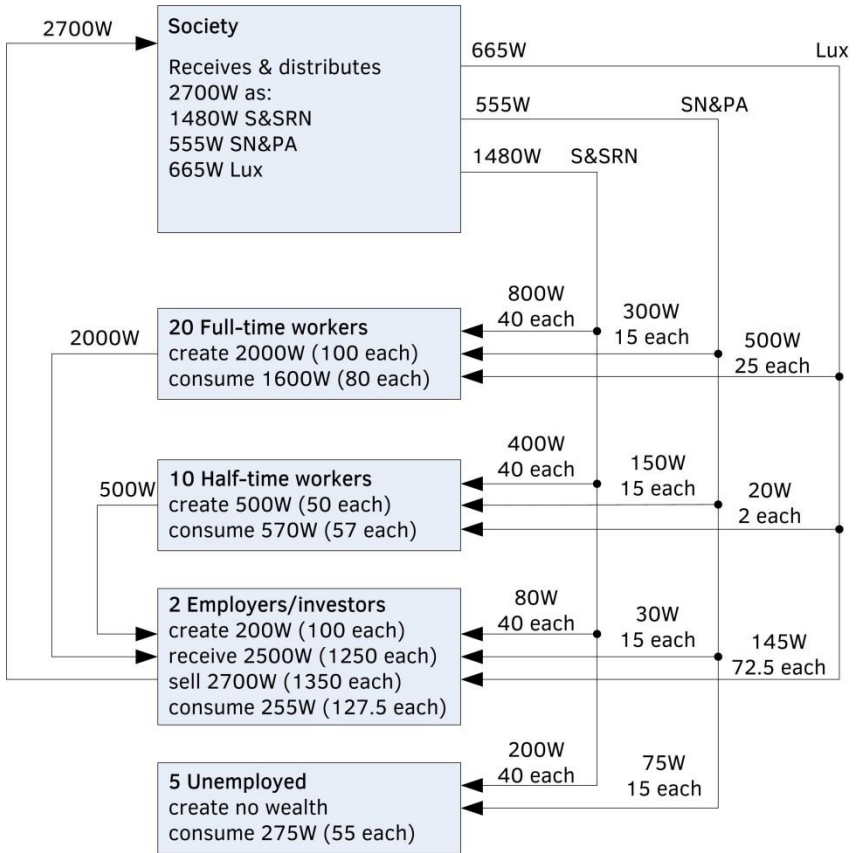 2700W
Society
Receives & distributes
2700W as:
1480W S&SRN
555W SN&PA
665W Lux
665W
Lux
555W
SN&PA
1480W
S&SRN
2000W
20 Full-time workers
create 2000W (100 each)
consume 1600W (80 each)
800W
40 each
300W
15 each
500W
25 each
500W
10 Half-time workers
create 500W (50 each)
consume 570W (57 each)
400W
40 each
150W
15 each
20W
2 each
2 Employers/investors
create 200W (100 each)
receive 2500W (1250 each)
sell 2700W (1350 each)
consume 255W (127.5 each)
80W
40 each
30W
15 each
145W
72.5 each
5 Unemployed
create no wealth
consume 275W (55 each)
200W
40 each
75W
15 each